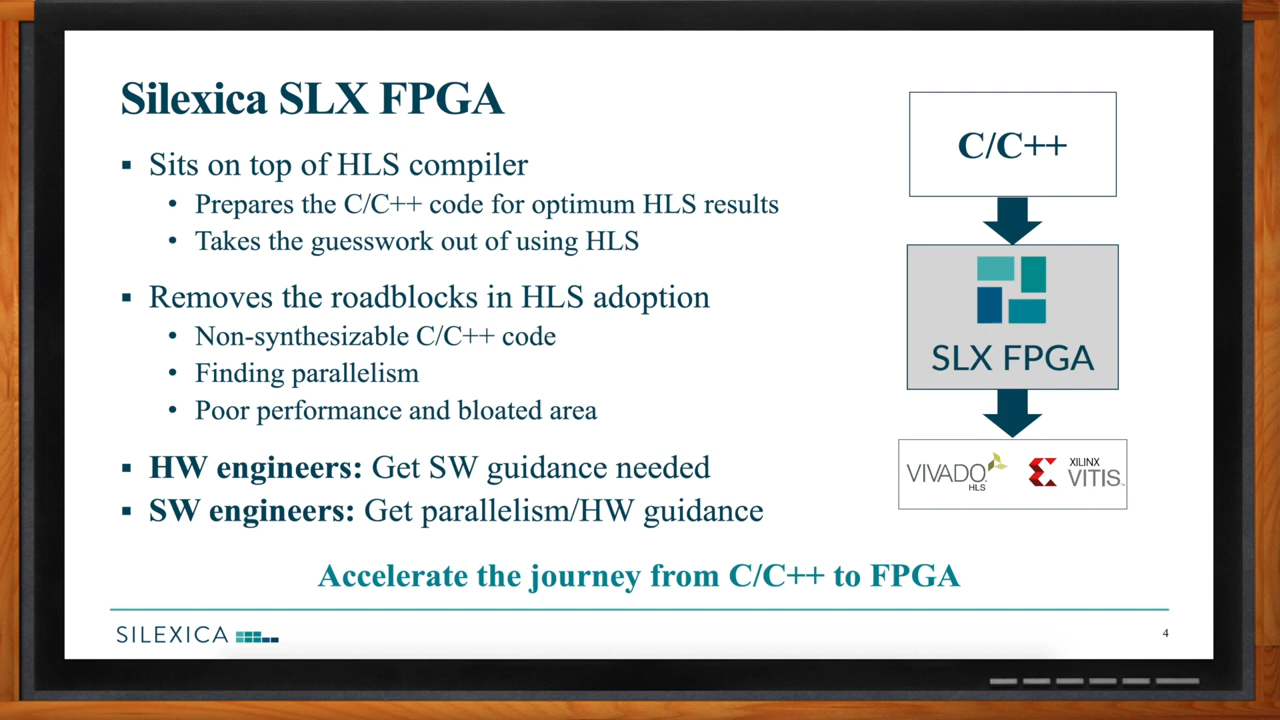 Silexica SLX FPGA
▪ Sits on top of HLS compiler
• Prepares the C/C++ code for optimum HLS results
• Takes the guesswork out of using HLS
▪ Removes the roadblocks in HLS adoption
• Non-synthesizable C/C++ code
• Finding parallelism
• Poor performance and bloated area
▪ HW engineers: Get SW guidance needed
▪ SW engineers: Get parallelism/HW guidance
Accelerate the journey from C/C++ to FPGA
C/C++
SLX FPGA
VIVADO HLS
XILINX VITIS
SILEXICA
4